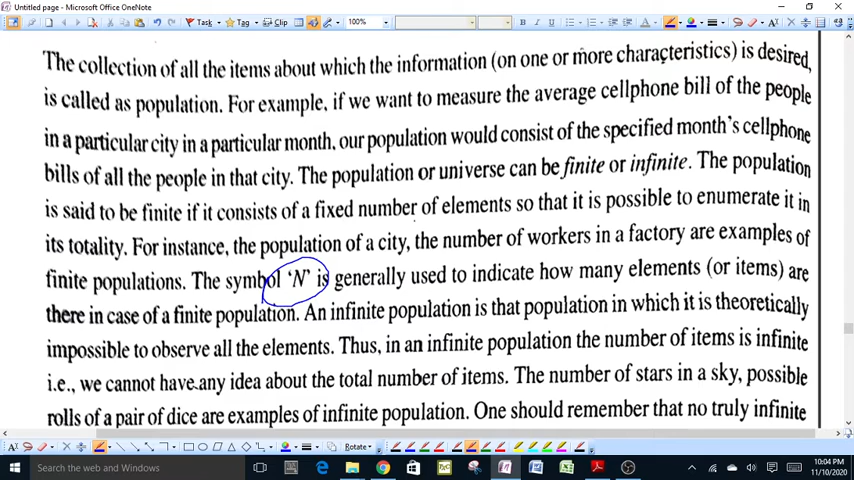 Untitled page - Microsoft Office OneNote
Task
Tag
Clip
100%
B I U
The collection of all the items about which the information (on one or more characteristics) is desired,
is called as population. For example, if we want to measure the average cellphone bill of the people
in a particular city in a particular month, our population would consist of the specified month's cellphone
bills of all the people in that city. The population or universe can be finite or infinite. The population
is said to be finite if it consists of a fixed number of elements so that it is possible to enumerate it in
its totality. For instance, the population of a city, the number of workers in a factory are examples of
finite populations. The symbol 'N' is generally used to indicate how many elements (or items) are
there in case of a finite population. An infinite population is that population in which it is theoretically
impossible to observe all the elements. Thus, in an infinite population the number of items is infinite
i.e., we cannot have any idea about the total number of items. The number of stars in a sky, possible
rolls of a pair of dice are examples of infinite population. One should remember that no truly infinite
Rotate
Search the web and Windows
10:04 PM
11/10/2020